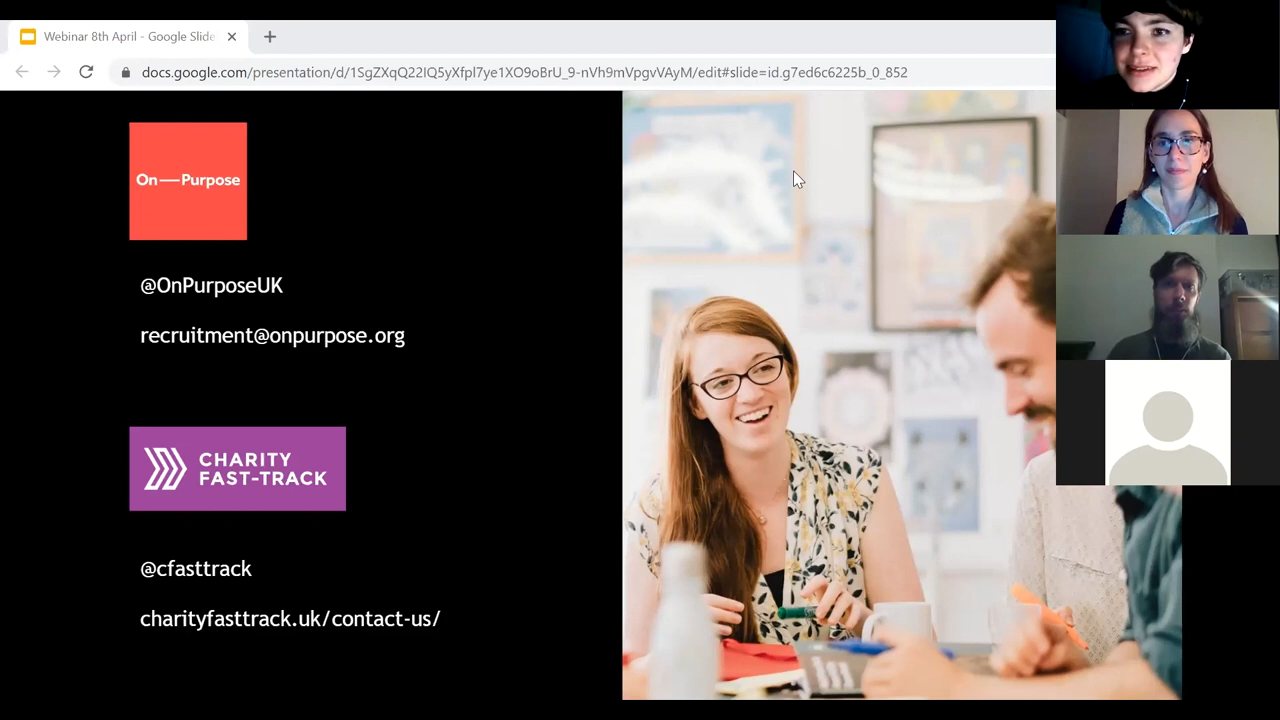 Webinar 8th April - Google Slide
docs.google.com/presentation/d/1SgZXqQ22IQSyXfpl7ye1XO9oBrU_9-nVh9mVpgvVAyM/edit#slide=id.g7ed6c6225b_0_852
On—Purpose
@OnPurposeUK
recruitment@onpurpose.org
CHARITY
FAST-TRACK
@cfasttrack
charityfasttrack.uk/contact-us/